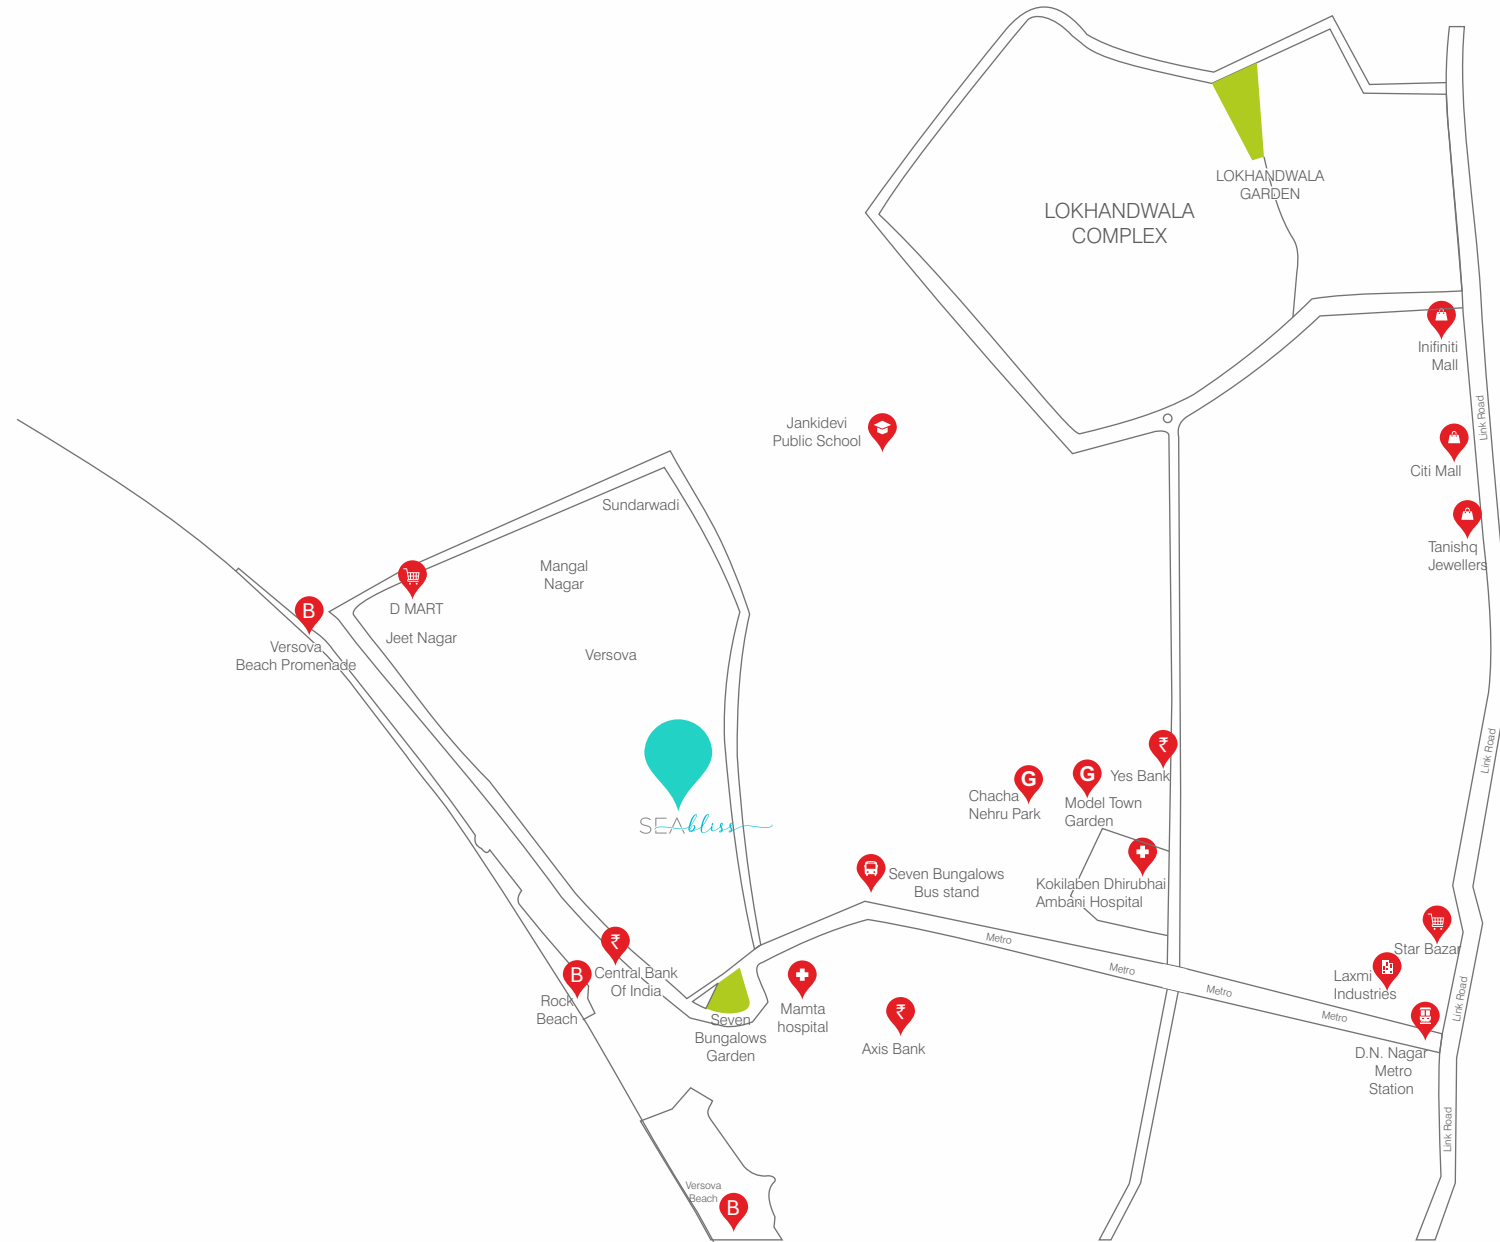 LOKHANDWALA
GARDEN
LOKHANDWALA
COMPLEX
Inifiniti
Mall
Link Road
Jankidevi
Public School
Citi Mall
Sundarwadi
Tanishq
Jewellers
Mangal
Nagar
D MART
B
Jeet Nagar
Versova
Beach Promenade
Versova
Link Road
₹
Yes Bank
G
G
Chacha
Nehru Park
Model Town
Garden
SEA bliss
Seven Bungalows
Bus stand
Kokilaben Dhirubhai
Ambani Hospital
Metro
Metro
Metro
Metro
Star Bazar
Laxmi
Industries
Link Road
₹
Central Bank
Of India
B
Rock
Beach
Mamta
hospital
Seven
Bungalows
Garden
₹
Axis Bank
D.N. Nagar
Metro
Station
Link Road
Versova
Beach
B